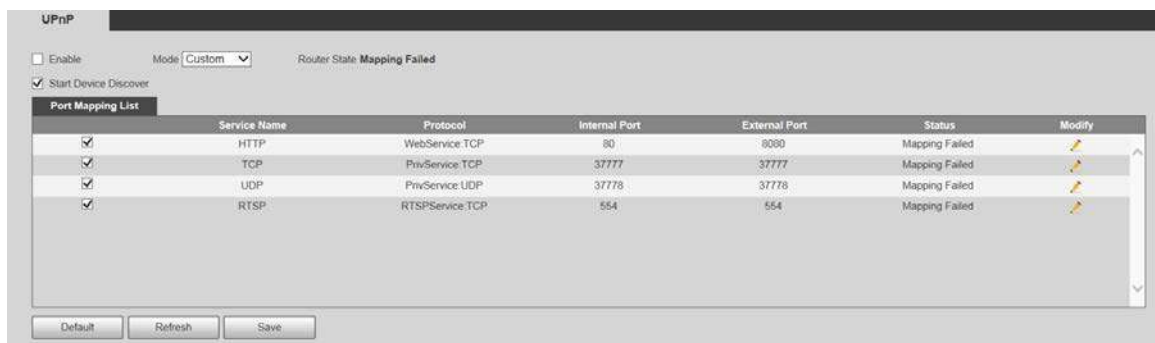 UPnP
Enable Mode Custom Router State Mapping Failed
Start Device Discover
Port Mapping List
Service Name Protocol Internal Port External Port Status Modify
HTTP WebService:TCP 80 8080 Mapping Failed
TCP PrivService:TCP 37777 37777 Mapping Failed
UDP PrivService:UDP 37778 37778 Mapping Failed
RTSP RTSPService:TCP 554 554 Mapping Failed
Default Refresh Save